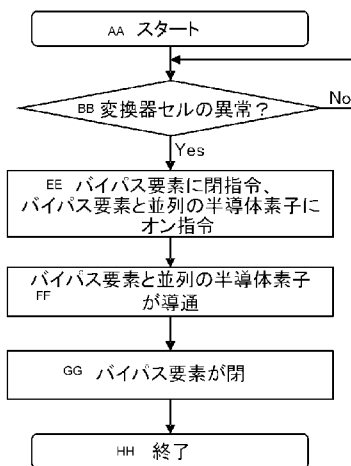 AA スタート
BB 変換器セルの異常？
No
Yes
EE バイパス要素に閉指令、
バイパス要素と並列の半導体素子に
オン指令
バイパス要素と並列の半導体素子
FF が導通
GG バイパス要素が閉
HH 終了